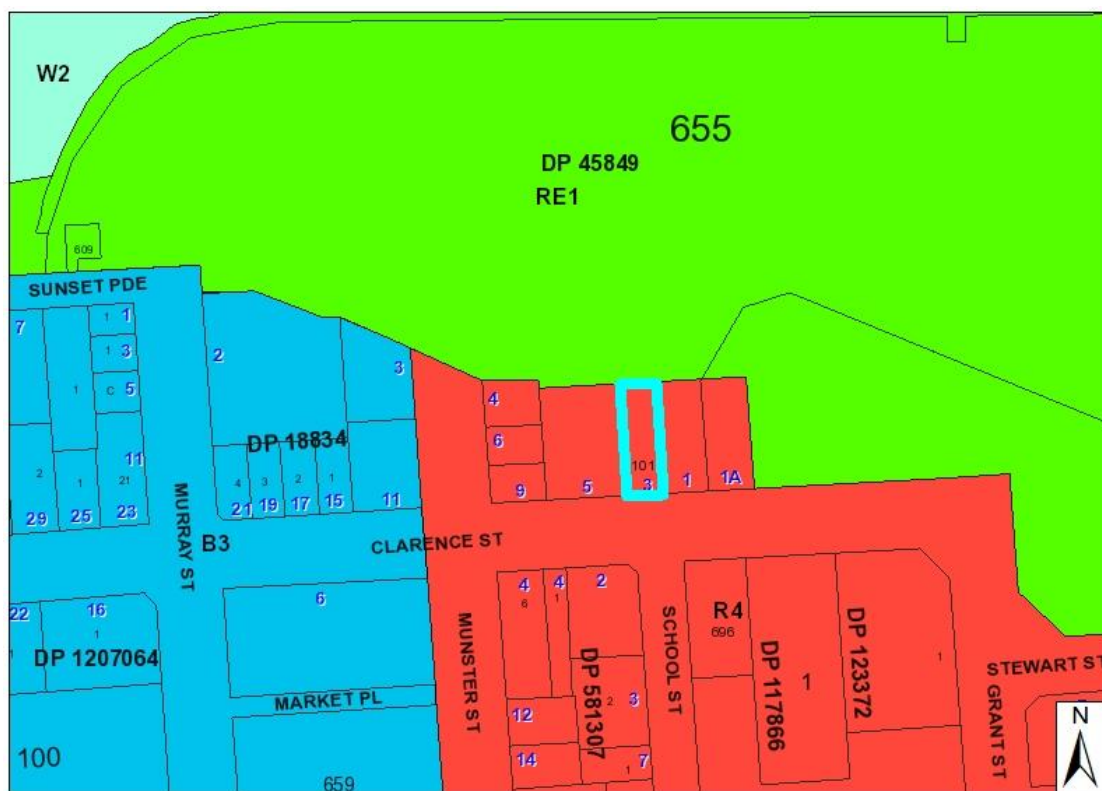 W2
655
DP 45849
RE1
609
SUNSET PDE
7
1
1
1
3
1
C
5
2
3
4
6
DP 18834
101
2
1
11
21
4
3
2
1
29
25
23
21
19
17
15
11
9
5
3
1
1A
MURRAY ST
B3
CLARENCE ST
22
16
1
DP 1207064
6
4
6
4
1
2
R4
696
MUNSTER ST
SCHOOL ST
DP 581307
DP 117866
DP 123372
1
1
STEWART ST
GRANT ST
MARKET PL
12
2
3
14
1
7
100
659
N